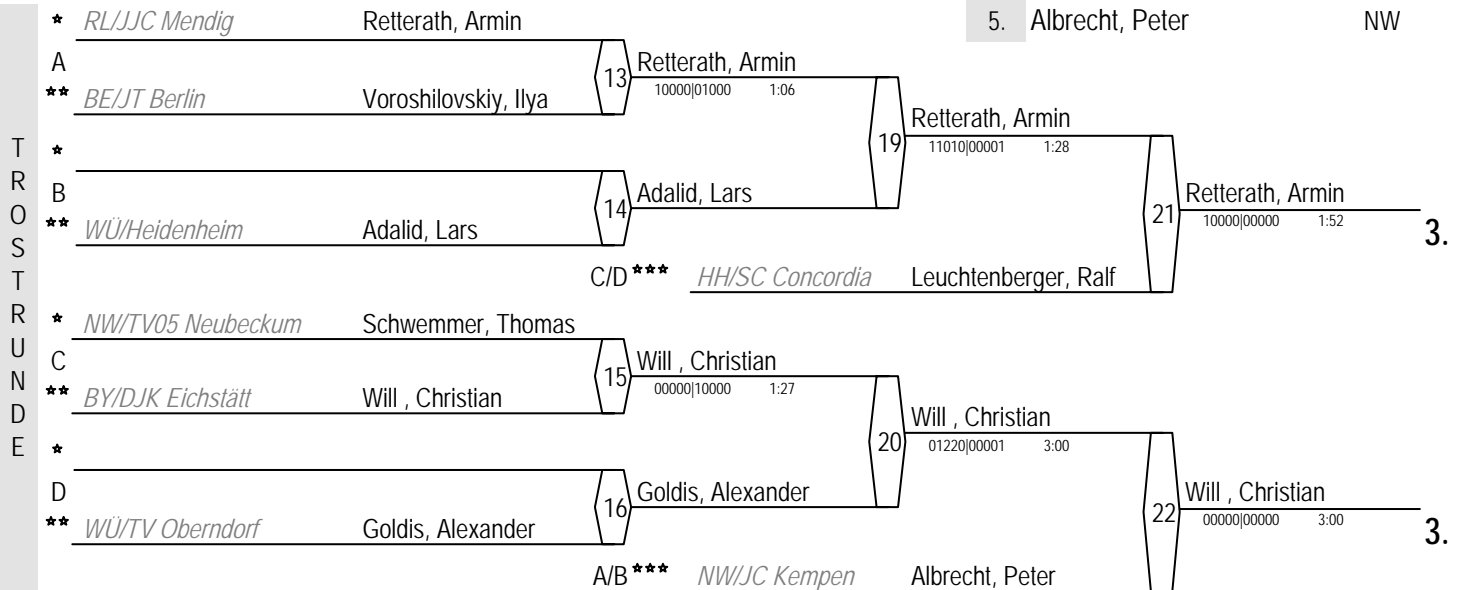 * RL/JJC Mendig Retterath, Armin
5. Albrecht, Peter NW
A
13 Retterath, Armin
10000|01000 1:06
** BE/JT Berlin Voroshilovskiy, Ilya
19 Retterath, Armin
11010|00001 1:28
*
B
14 Adalid, Lars
** WÜ/Heidenheim Adalid, Lars
21 Retterath, Armin
10000|00000 1:52
3.
C/D *** HH/SC Concordia Leuchtenberger, Ralf
TROSTRUNDE
* NW/TV05 Neubeckum Schwemmer, Thomas
C
15 Will , Christian
00000|10000 1:27
** BY/DJK Eichstätt Will , Christian
20 Will , Christian
01220|00001 3:00
*
D
16 Goldis, Alexander
** WÜ/TV Oberndorf Goldis, Alexander
22 Will , Christian
00000|00000 3:00
3.
A/B *** NW/JC Kempen Albrecht, Peter